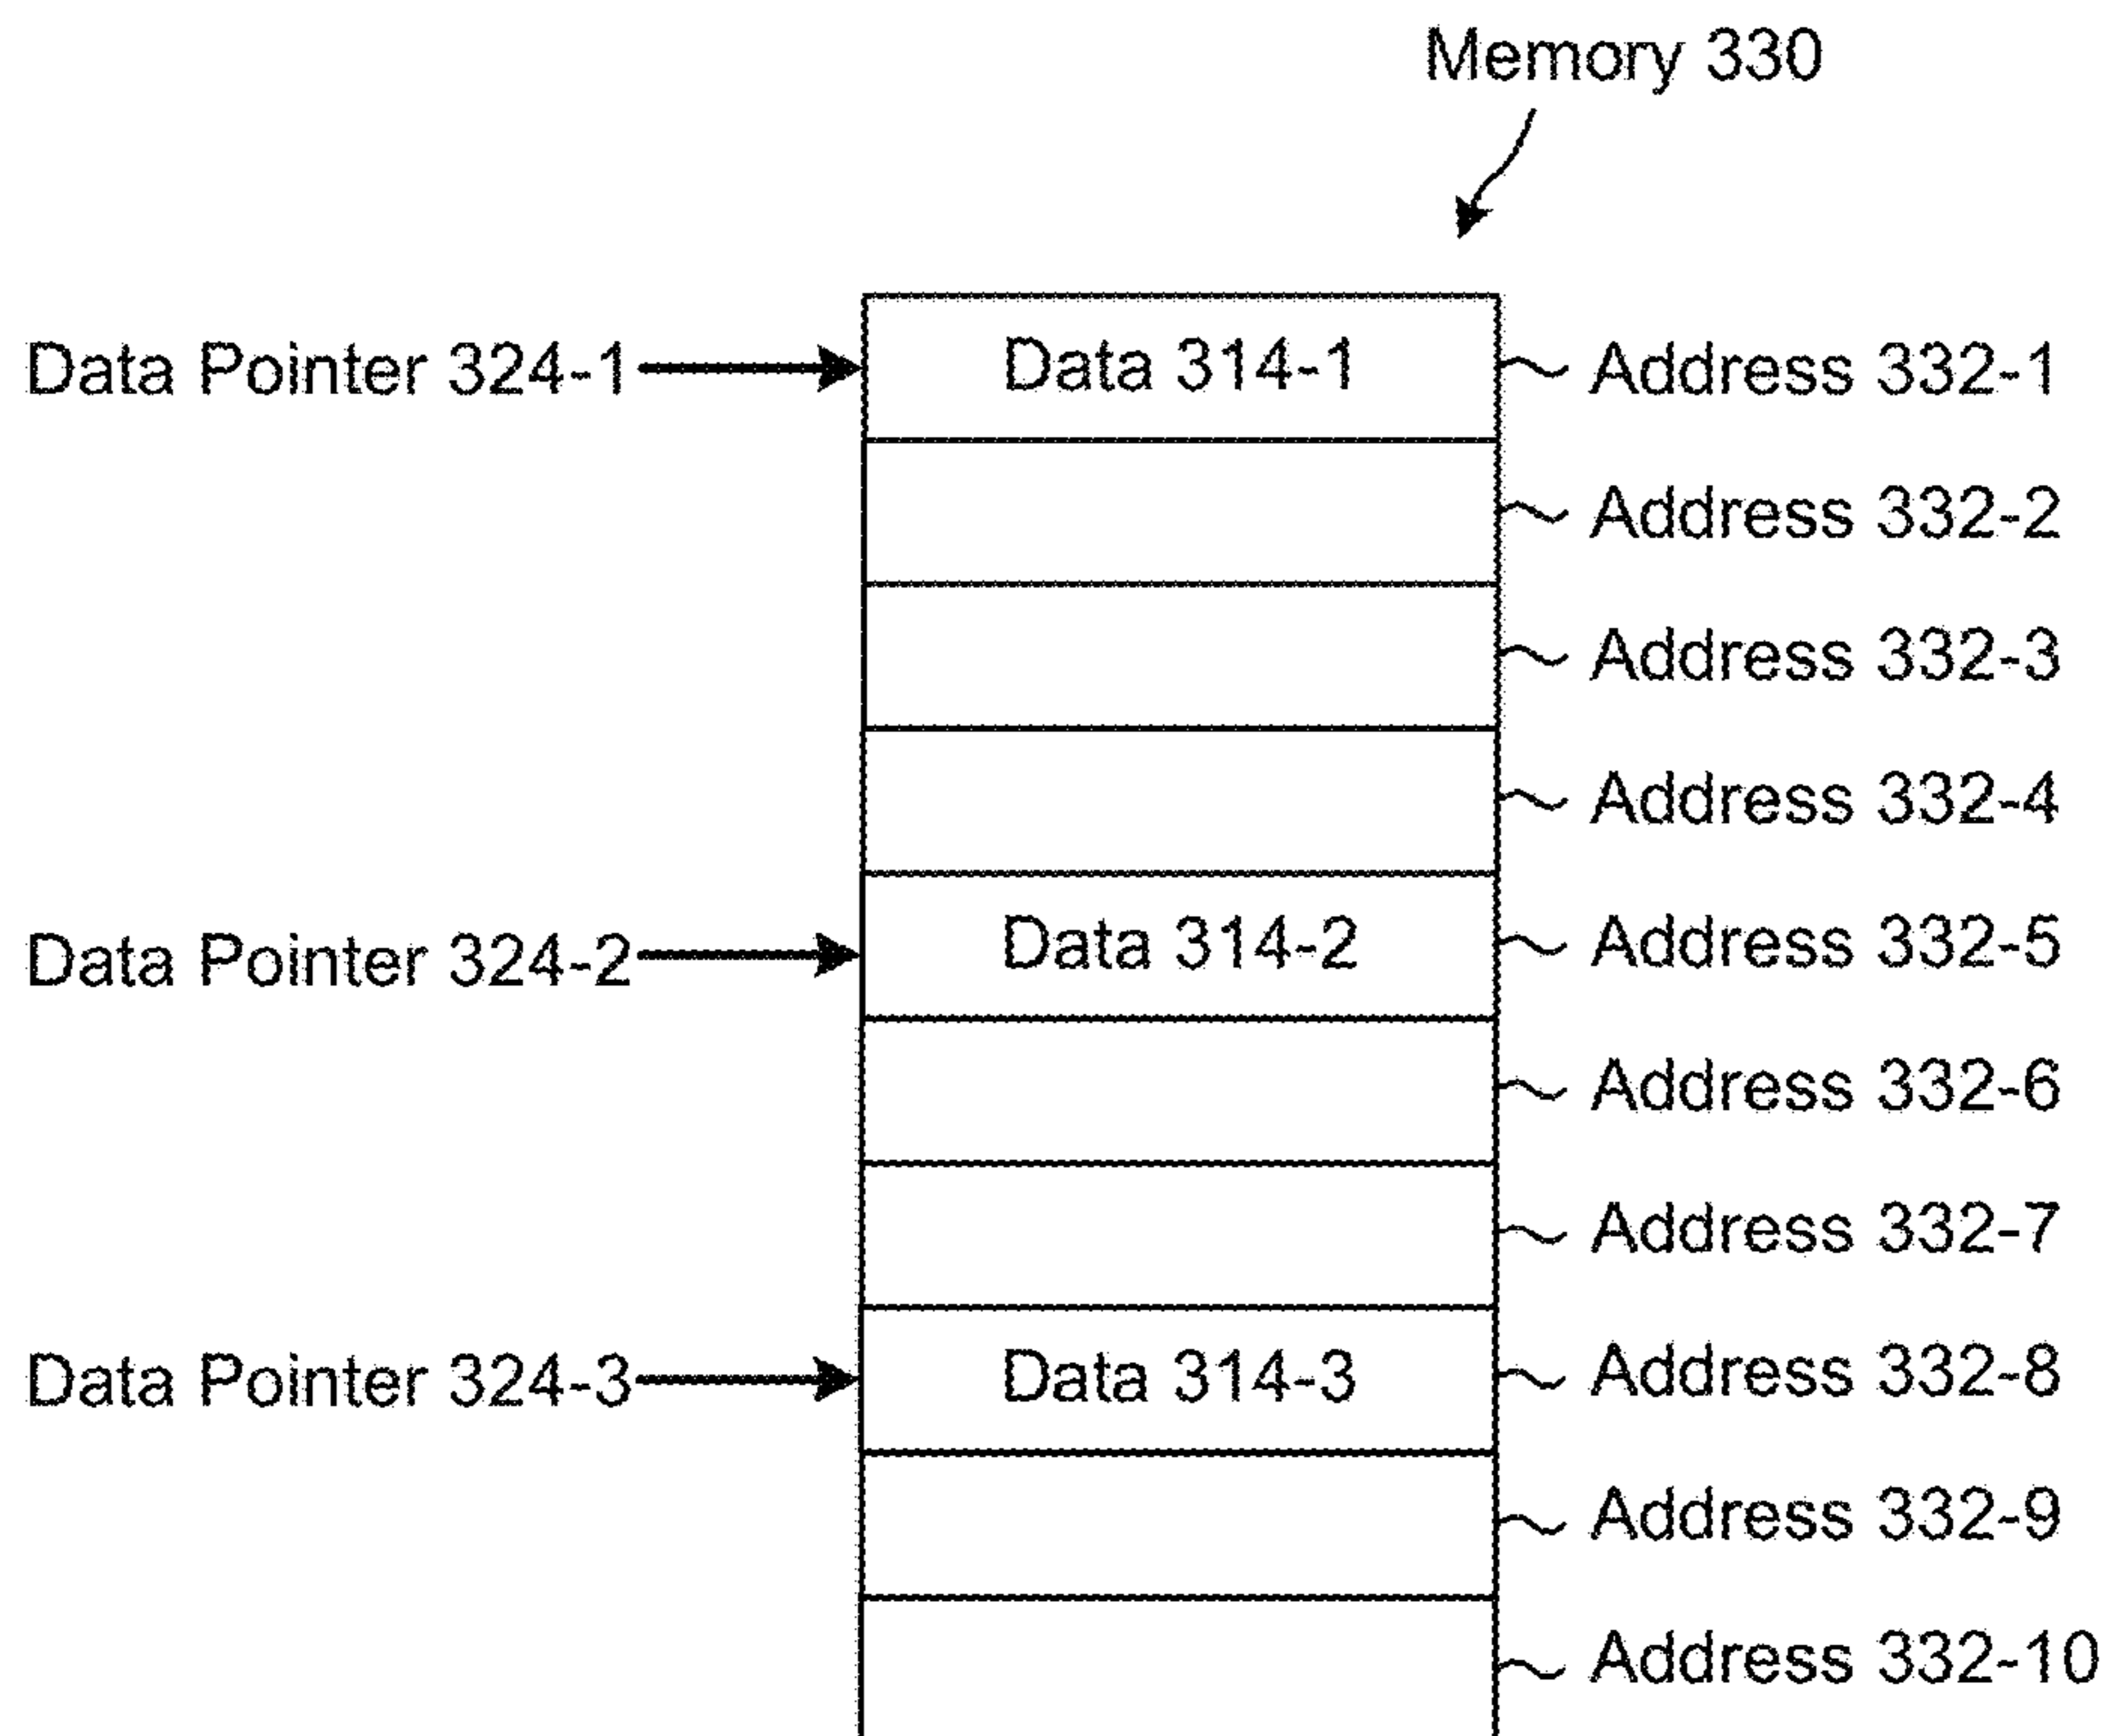 Memory 330
Data Pointer 324-1 Data 314-1 Address 332-1
Address 332-2
Address 332-3
Address 332-4
Data Pointer 324-2 Data 314-2 Address 332-5
Address 332-6
Address 332-7
Data Pointer 324-3 Data 314-3 Address 332-8
Address 332-9
Address 332-10